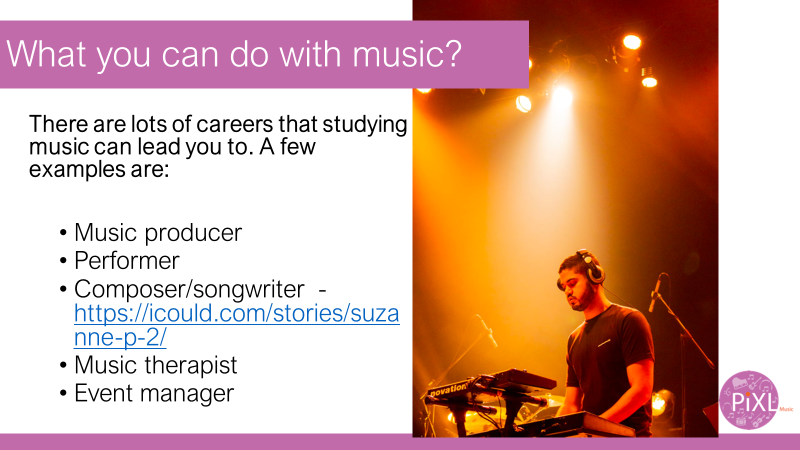 What you can do with music?
There are lots of careers that studying
music can lead you to. A few
examples are:
• Music producer
• Performer
• Composer/songwriter  -
https://icould.com/stories/suza
nne-p-2/
• Music therapist
• Event manager
novation
PiXL
Music